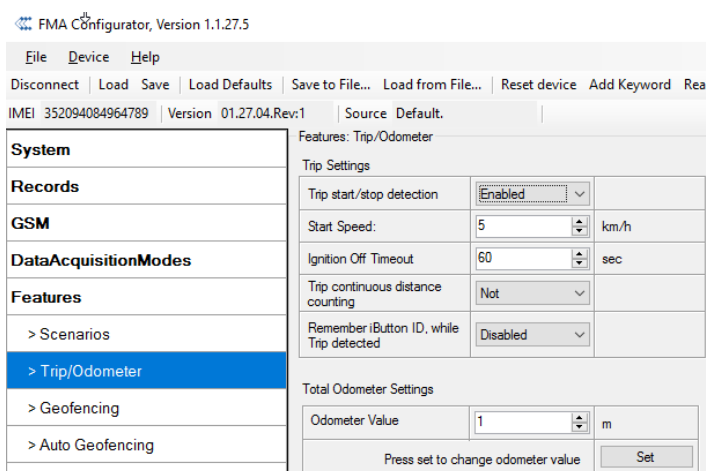 FMA Configurator, Version 1.1.27.5
File Device Help
Disconnect Load Save Load Defaults Save to File... Load from File... Reset device Add Keyword Rea
IMEI 352094084964789 Version 01.27.04.Rev:1 Source Default.
System
Records
GSM
DataAcquisitionModes
Features
> Scenarios
> Trip/Odometer
> Geofencing
> Auto Geofencing
Features: Trip/Odometer
Trip Settings
Trip start/stop detection Enabled
Start Speed: 5 km/h
Ignition Off Timeout 60 sec
Trip continuous distance
counting Not
Remember iButton ID, while
Trip detected Disabled
Total Odometer Settings
Odometer Value 1 m
Press set to change odometer value Set